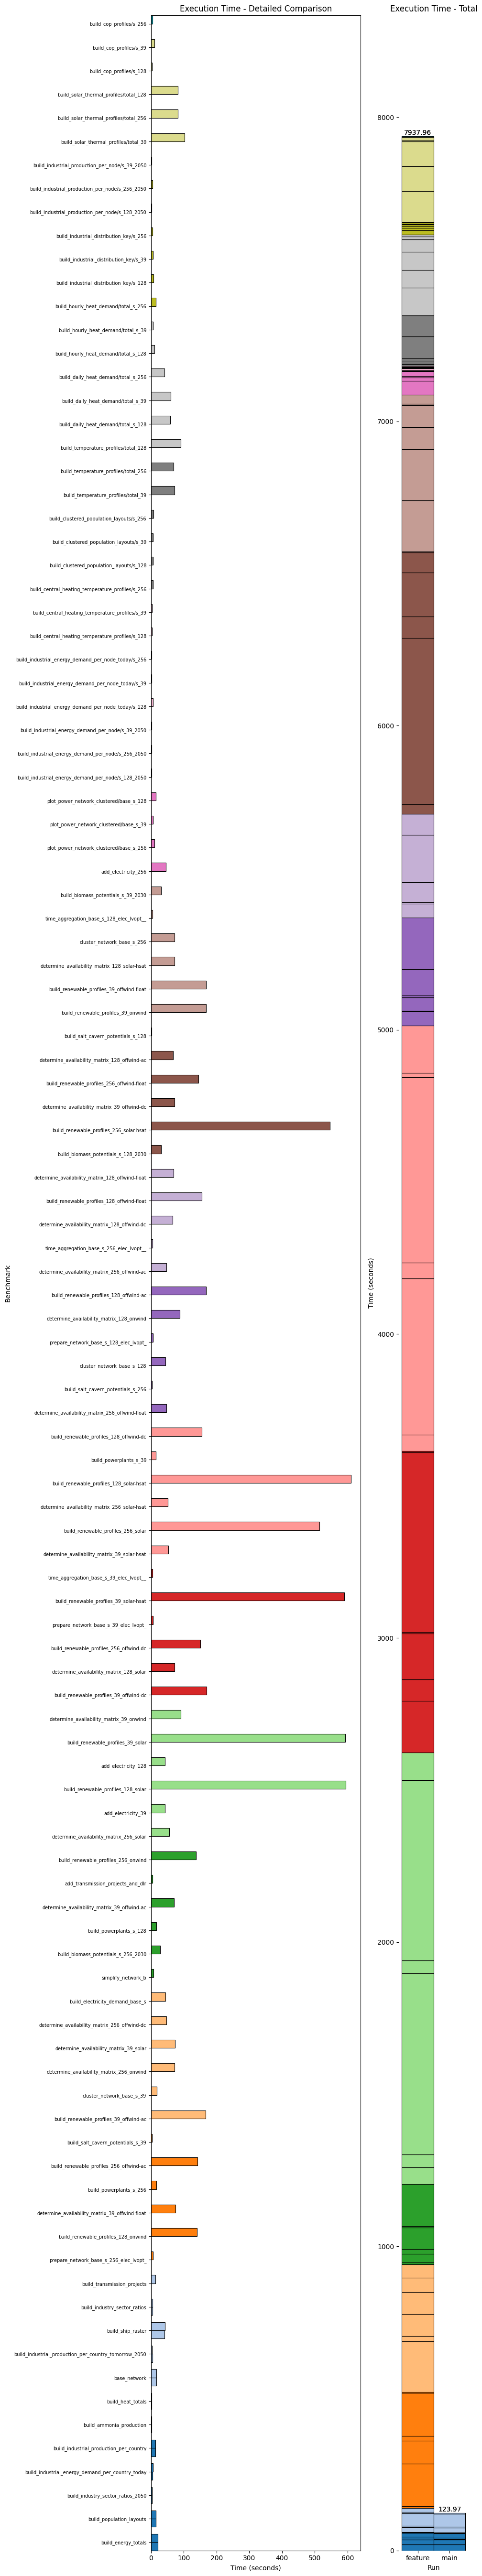 Execution Time - Detailed Comparison
Execution Time - Total
build_cop_profiles/s_256
build_cop_profiles/s_39
build_cop_profiles/s_128
build_solar_thermal_profiles/total_128
build_solar_thermal_profiles/total_256
build_solar_thermal_profiles/total_39
build_industrial_production_per_node/s_39_2050
build_industrial_production_per_node/s_256_2050
build_industrial_production_per_node/s_128_2050
build_industrial_distribution_key/s_256
build_industrial_distribution_key/s_39
build_industrial_distribution_key/s_128
build_hourly_heat_demand/total_s_256
build_hourly_heat_demand/total_s_39
build_hourly_heat_demand/total_s_128
build_daily_heat_demand/total_s_256
build_daily_heat_demand/total_s_39
build_daily_heat_demand/total_s_128
build_temperature_profiles/total_128
build_temperature_profiles/total_256
build_temperature_profiles/total_39
build_clustered_population_layouts/s_256
build_clustered_population_layouts/s_39
build_clustered_population_layouts/s_128
build_central_heating_temperature_profiles/s_256
build_central_heating_temperature_profiles/s_39
build_central_heating_temperature_profiles/s_128
build_industrial_energy_demand_per_node_today/s_256
build_industrial_energy_demand_per_node_today/s_39
build_industrial_energy_demand_per_node_today/s_128
build_industrial_energy_demand_per_node/s_39_2050
build_industrial_energy_demand_per_node/s_256_2050
build_industrial_energy_demand_per_node/s_128_2050
plot_power_network_clustered/base_s_128
plot_power_network_clustered/base_s_39
plot_power_network_clustered/base_s_256
add_electricity_256
build_biomass_potentials_s_39_2030
time_aggregation_base_s_128_elec_lvopt__
cluster_network_base_s_256
determine_availability_matrix_128_solar-hsat
build_renewable_profiles_39_offwind-float
build_renewable_profiles_39_onwind
build_salt_cavern_potentials_s_128
determine_availability_matrix_128_offwind-ac
build_renewable_profiles_256_offwind-float
determine_availability_matrix_39_offwind-dc
build_renewable_profiles_256_solar-hsat
build_biomass_potentials_s_128_2030
determine_availability_matrix_128_offwind-float
build_renewable_profiles_128_offwind-float
determine_availability_matrix_128_offwind-dc
time_aggregation_base_s_256_elec_lvopt__
determine_availability_matrix_256_offwind-ac
build_renewable_profiles_128_offwind-ac
determine_availability_matrix_128_onwind
prepare_network_base_s_128_elec_lvopt_
cluster_network_base_s_128
build_salt_cavern_potentials_s_256
determine_availability_matrix_256_offwind-float
build_renewable_profiles_128_offwind-dc
build_powerplants_s_39
build_renewable_profiles_128_solar-hsat
determine_availability_matrix_256_solar-hsat
build_renewable_profiles_256_solar
determine_availability_matrix_39_solar-hsat
time_aggregation_base_s_39_elec_lvopt__
build_renewable_profiles_39_solar-hsat
prepare_network_base_s_39_elec_lvopt_
build_renewable_profiles_256_offwind-dc
determine_availability_matrix_128_solar
build_renewable_profiles_39_offwind-dc
determine_availability_matrix_39_onwind
build_renewable_profiles_39_solar
add_electricity_128
build_renewable_profiles_128_solar
add_electricity_39
determine_availability_matrix_256_solar
build_renewable_profiles_256_onwind
add_transmission_projects_and_dlr
determine_availability_matrix_39_offwind-ac
build_powerplants_s_128
build_biomass_potentials_s_256_2030
simplify_network_b
build_electricity_demand_base_s
determine_availability_matrix_256_offwind-dc
determine_availability_matrix_39_solar
determine_availability_matrix_256_onwind
cluster_network_base_s_39
build_renewable_profiles_39_offwind-ac
build_salt_cavern_potentials_s_39
build_renewable_profiles_256_offwind-ac
build_powerplants_s_256
determine_availability_matrix_39_offwind-float
build_renewable_profiles_128_onwind
prepare_network_base_s_256_elec_lvopt_
build_transmission_projects
build_industry_sector_ratios
build_ship_raster
build_industrial_production_per_country_tomorrow_2050
base_network
build_heat_totals
build_ammonia_production
build_industrial_production_per_country
build_industrial_energy_demand_per_country_today
build_industry_sector_ratios_2050
build_population_layouts
build_energy_totals
Benchmark
0 100 200 300 400 500 600
Time (seconds)
7937.96
8000
7000
6000
5000
4000
3000
2000
1000
0
Time (seconds)
123.97
feature main
Run